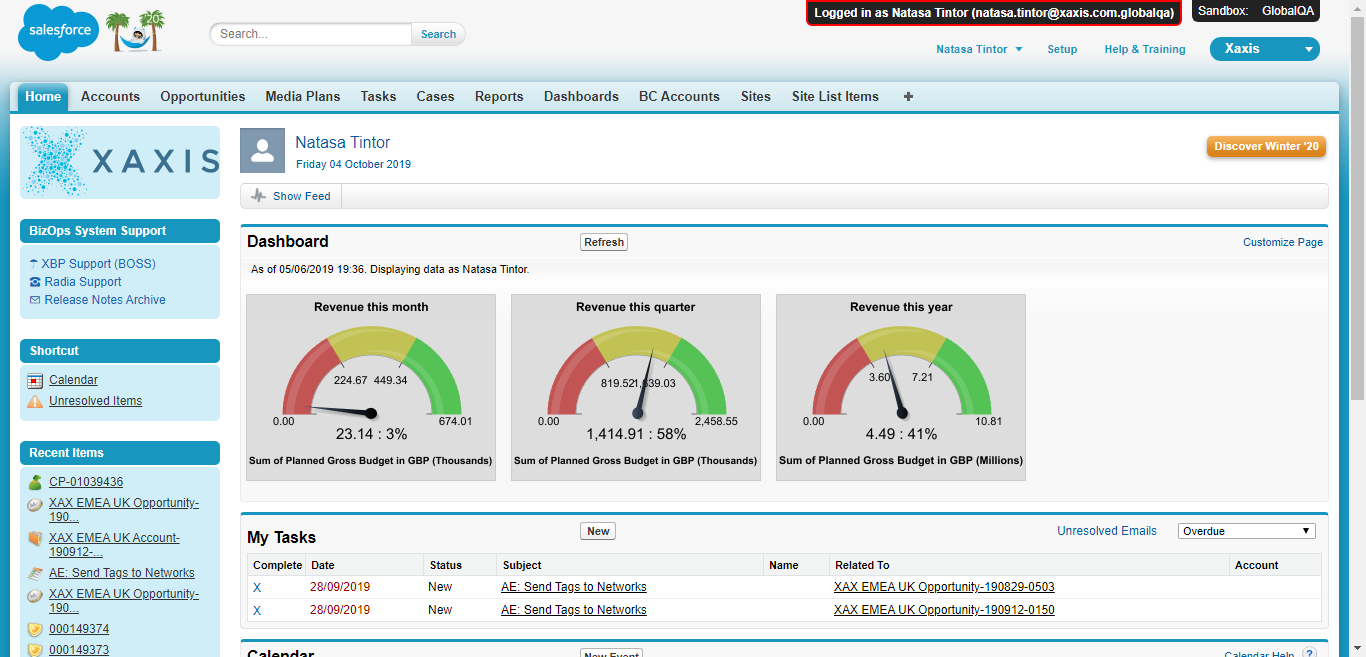 Logged in as Natasa Tintor (natasa.tintor@xaxis.com.globalqa)
Sandbox: GlobalQA
salesforce
'20
Search...
Search
Natasa Tintor
Setup
Help & Training
Xaxis
Home
Accounts
Opportunities
Media Plans
Tasks
Cases
Reports
Dashboards
BC Accounts
Sites
Site List Items
+
XAXIS
BizOps System Support
XBP Support (BOSS)
Radia Support
Release Notes Archive
Shortcut
Calendar
Unresolved Items
Recent Items
CP-01039436
XAX EMEA UK Opportunity-
190...
XAX EMEA UK Account-
190912-...
AE: Send Tags to Networks
XAX EMEA UK Opportunity-
190...
000149374
000149373
Natasa Tintor
Friday 04 October 2019
Discover Winter '20
Show Feed
Dashboard
Refresh
Customize Page
As of 05/06/2019 19:36. Displaying data as Natasa Tintor.
Revenue this month
224.67 449.34
0.00 674.01
23.14 : 3%
Sum of Planned Gross Budget in GBP (Thousands)
Revenue this quarter
819.52 1,639.03
0.00 2,458.55
1,414.91 : 58%
Sum of Planned Gross Budget in GBP (Thousands)
Revenue this year
3.60 7.21
0.00 10.81
4.49 : 41%
Sum of Planned Gross Budget in GBP (Millions)
My Tasks
New
Unresolved Emails
Overdue
Complete Date Status Subject Name Related To Account
X 28/09/2019 New AE: Send Tags to Networks XAX EMEA UK Opportunity-190829-0503
X 28/09/2019 New AE: Send Tags to Networks XAX EMEA UK Opportunity-190912-0150
Calendar
New Event
Calendar Help ?